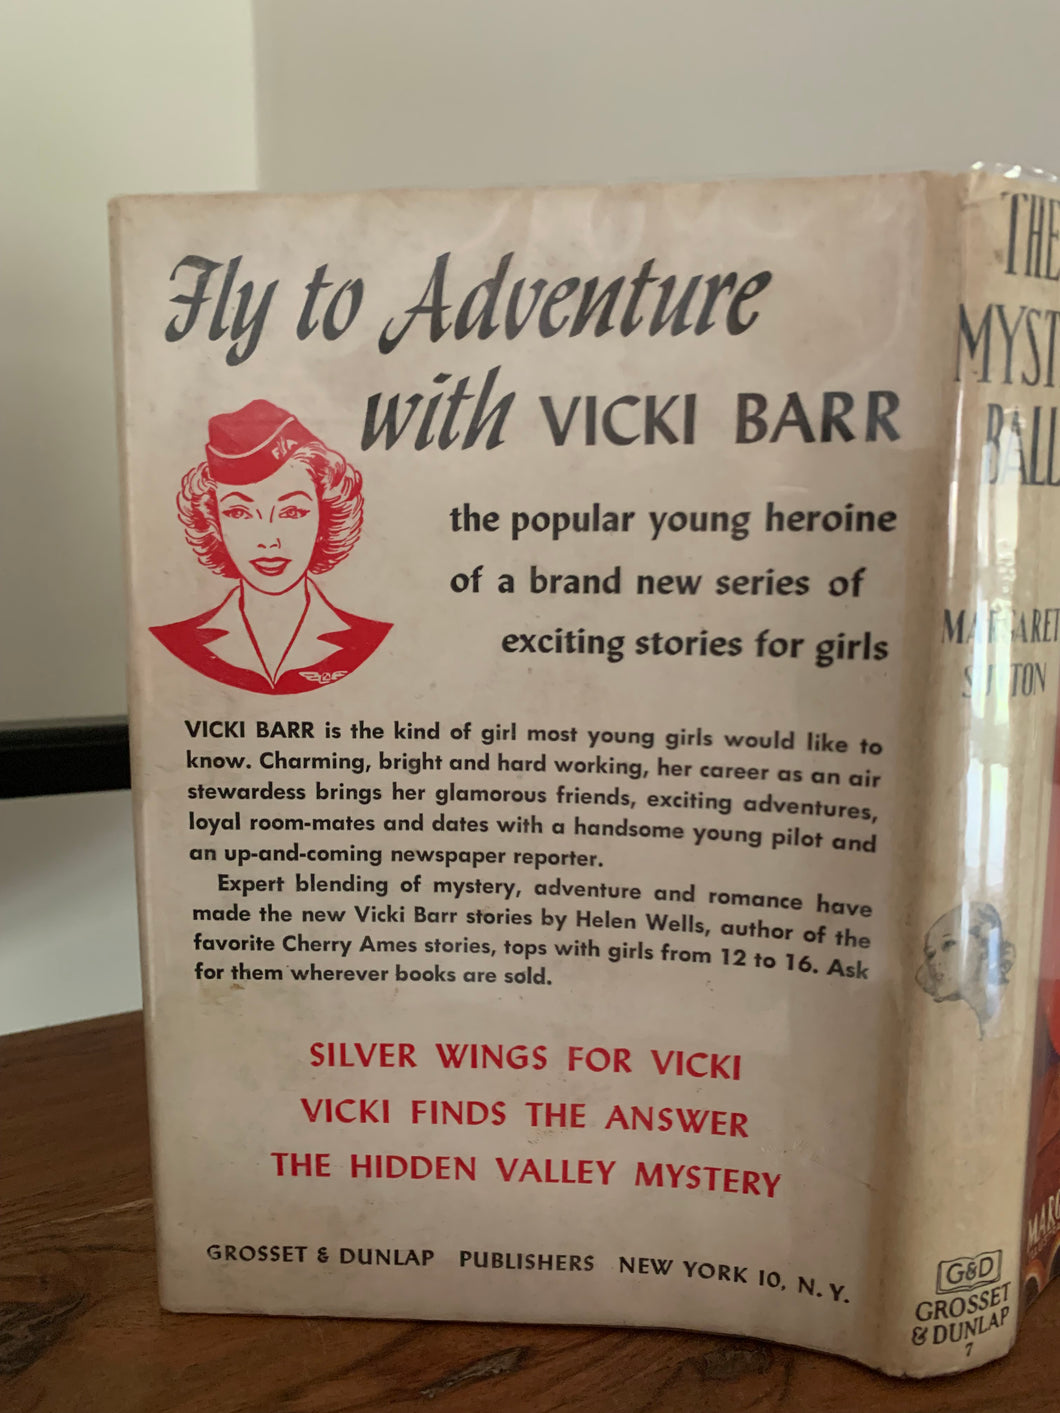 Fly to Adventure
with VICKI BARR
the popular young heroine
of a brand new series of
exciting stories for girls
VICKI BARR is the kind of girl most young girls would like to
know. Charming, bright and hard working, her career as an air
stewardess brings her glamorous friends, exciting adventures,
loyal room-mates and dates with a handsome young pilot and
an up-and-coming newspaper reporter.
Expert blending of mystery, adventure and romance have
made the new Vicki Barr stories by Helen Wells, author of the
favorite Cherry Ames stories, tops with girls from 12 to 16. Ask
for them wherever books are sold.
SILVER WINGS FOR VICKI
VICKI FINDS THE ANSWER
THE HIDDEN VALLEY MYSTERY
GROSSET & DUNLAP PUBLISHERS NEW YORK 10, N. Y.
THE
MYST
BALL
MARGARET
SUTTON
G&D
GROSSET
& DUNLAP
7
MARG